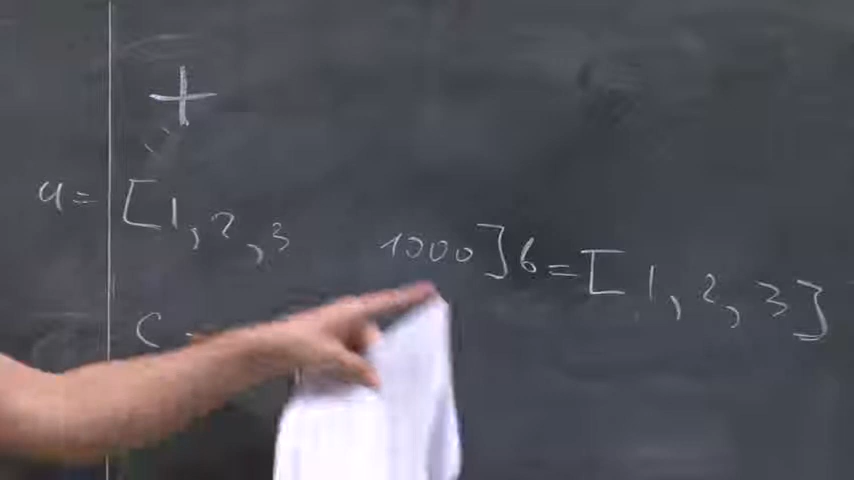 +
a = [1, 2, 3 1000] b = [1, 2, 3]
c